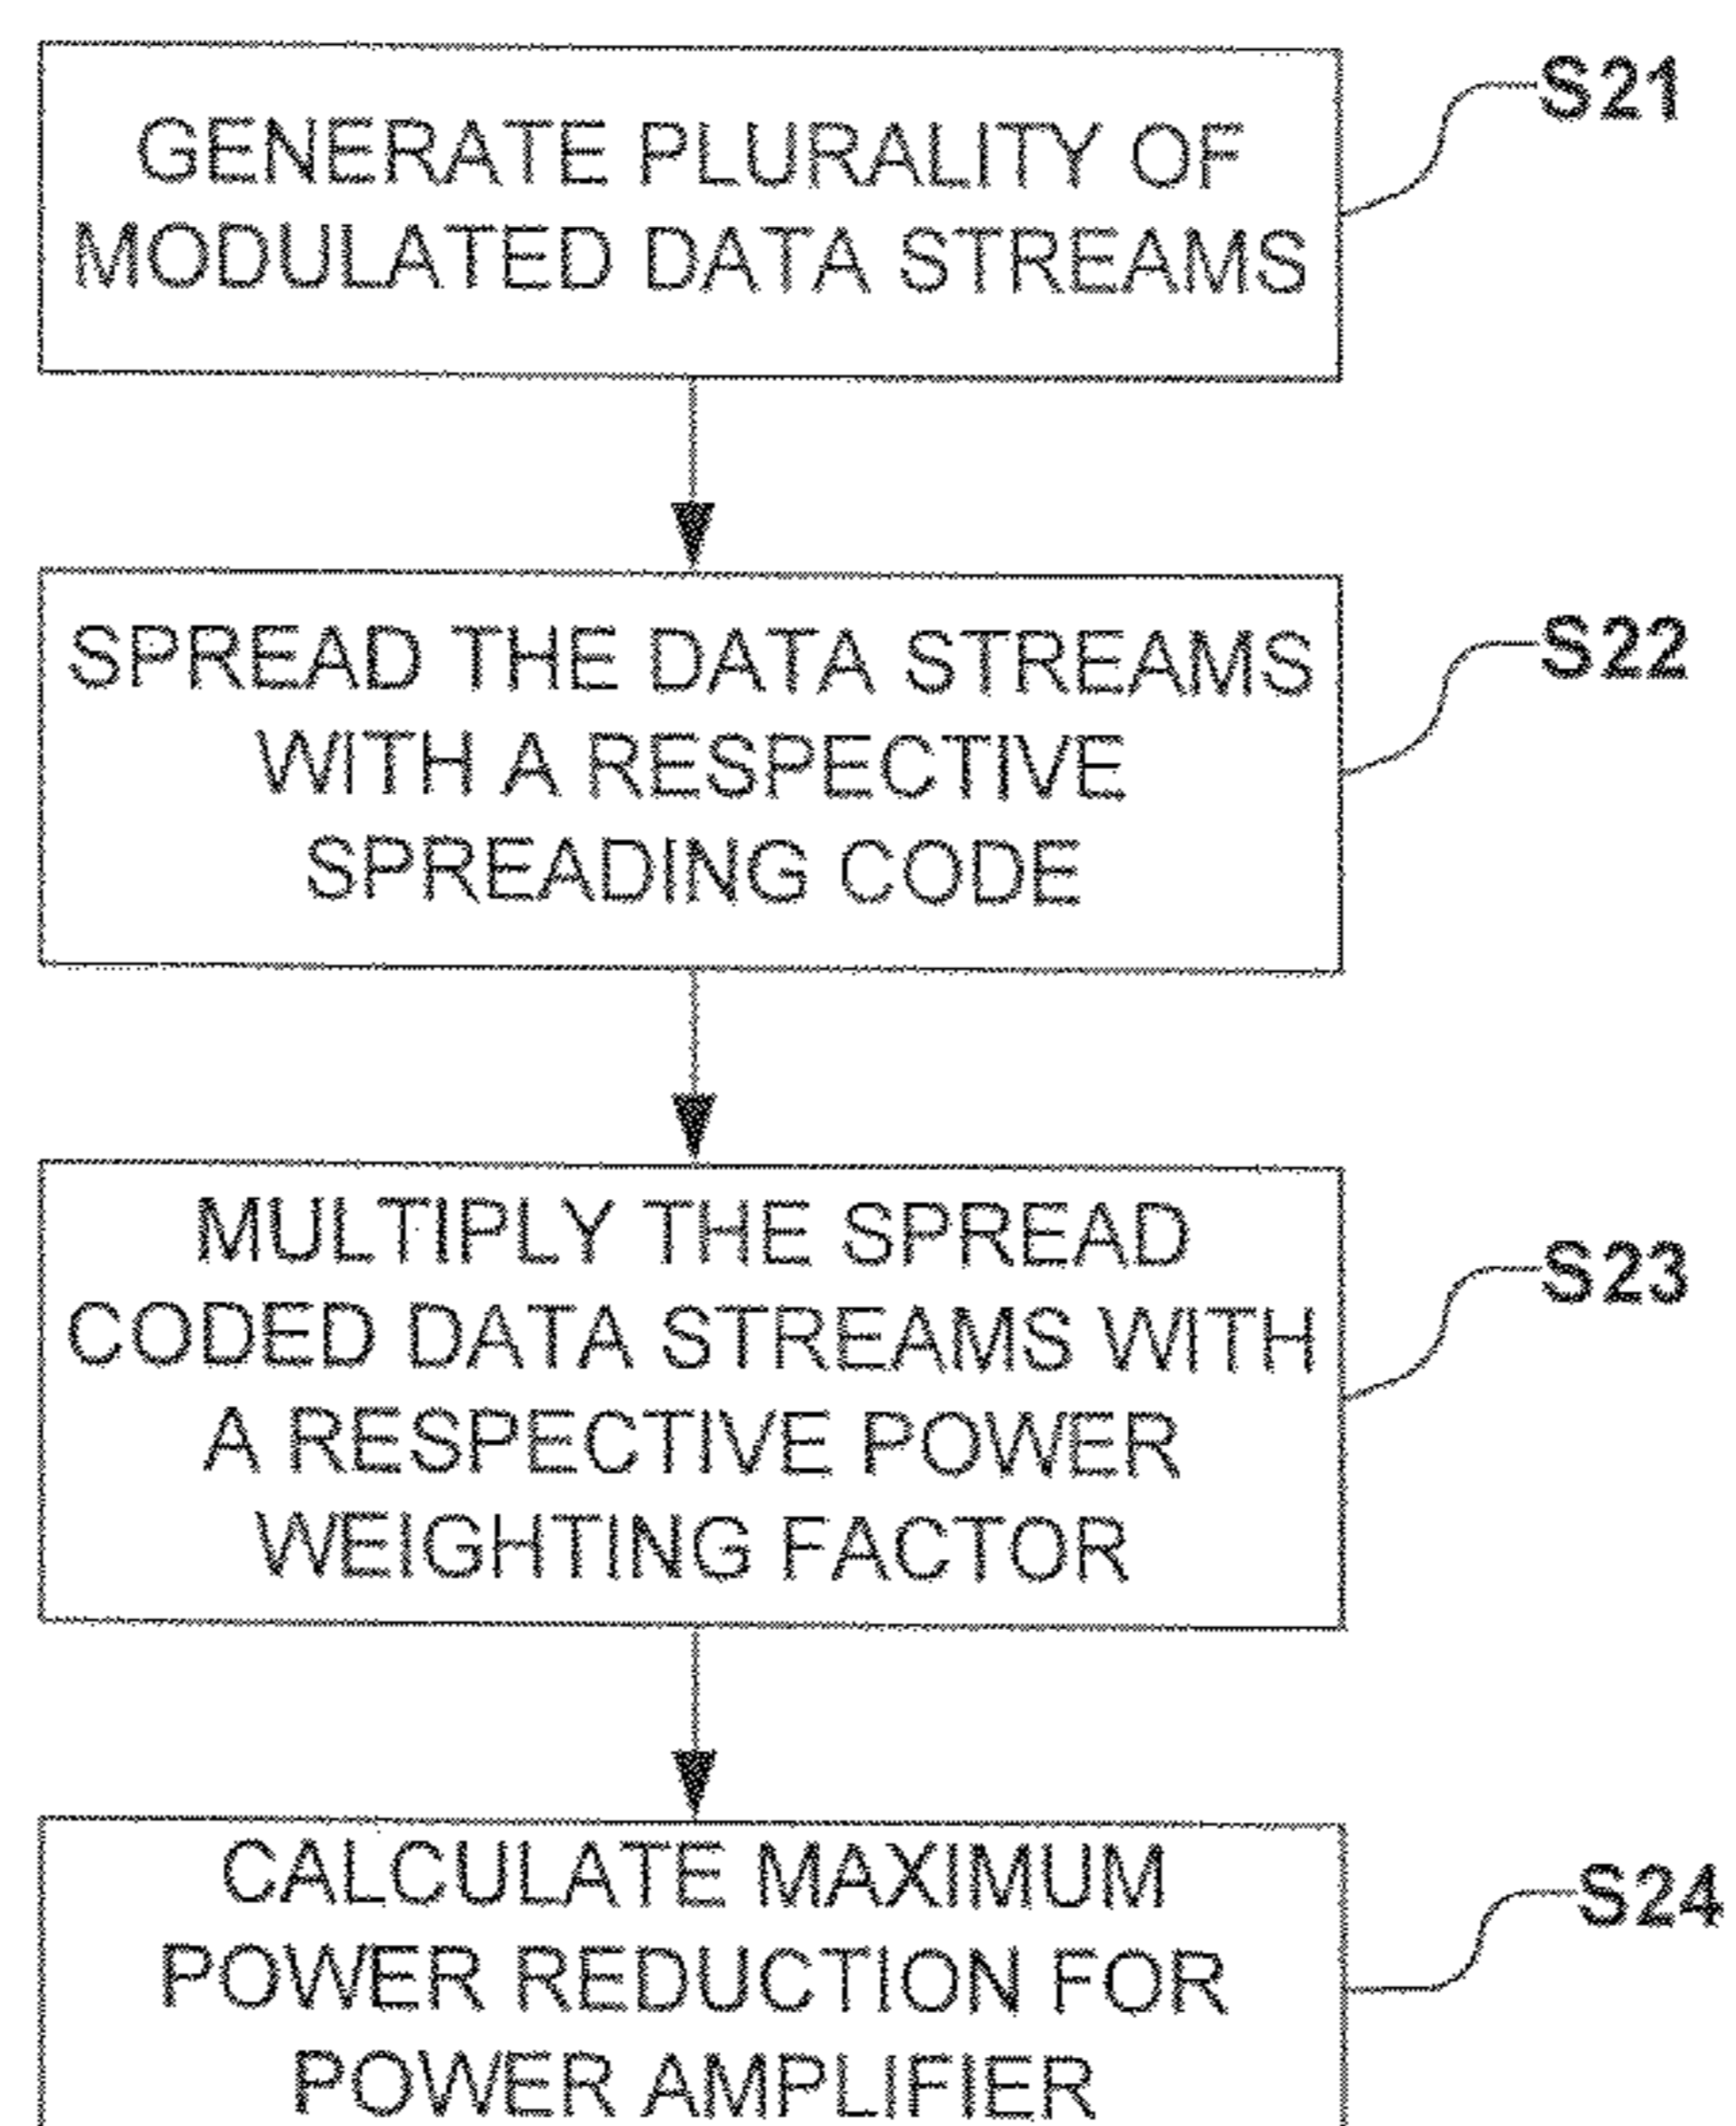 GENERATE PLURALITY OF
MODULATED DATA STREAMS
S21
SPREAD THE DATA STREAMS
WITH A RESPECTIVE
SPREADING CODE
S22
MULTIPLY THE SPREAD
CODED DATA STREAMS WITH
A RESPECTIVE POWER
WEIGHTING FACTOR
S23
CALCULATE MAXIMUM
POWER REDUCTION FOR
POWER AMPLIFIER
S24